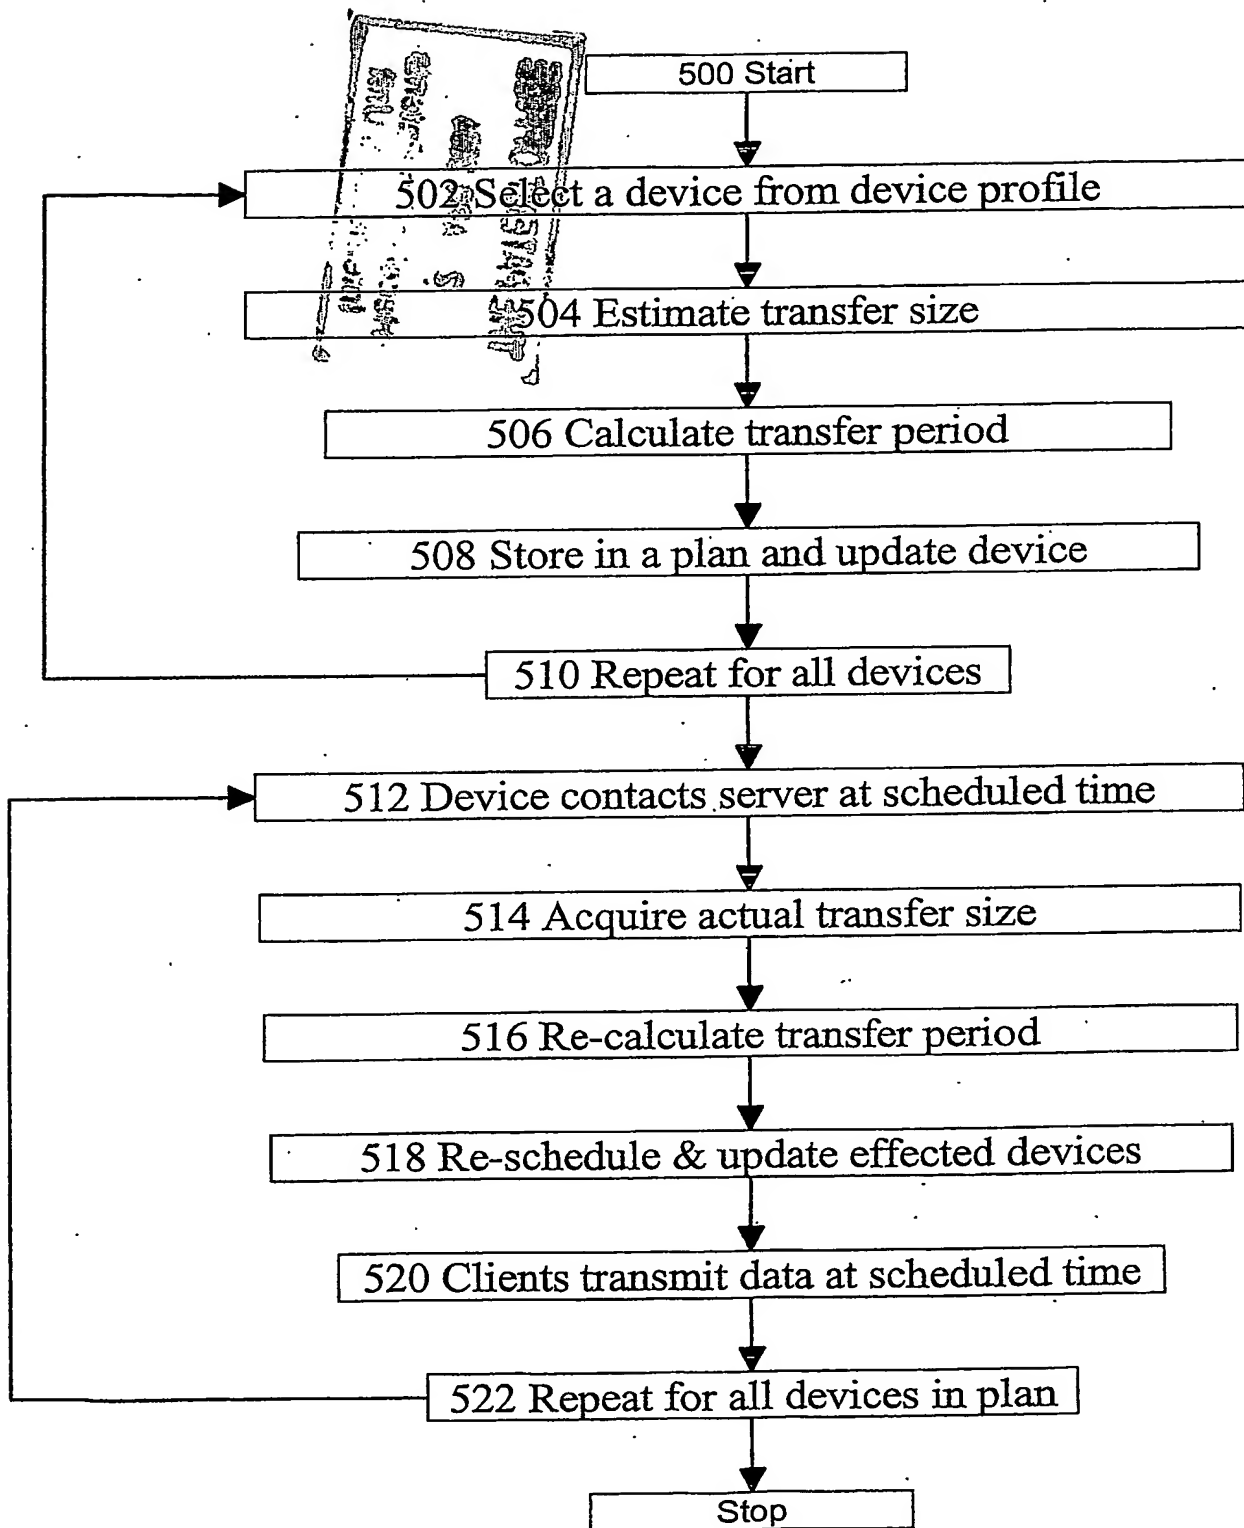 500 Start
502 Select a device from device profile
504 Estimate transfer size
506 Calculate transfer period
508 Store in a plan and update device
510 Repeat for all devices
512 Device contacts server at scheduled time
514 Acquire actual transfer size
516 Re-calculate transfer period
518 Re-schedule & update effected devices
520 Clients transmit data at scheduled time
522 Repeat for all devices in plan
Stop